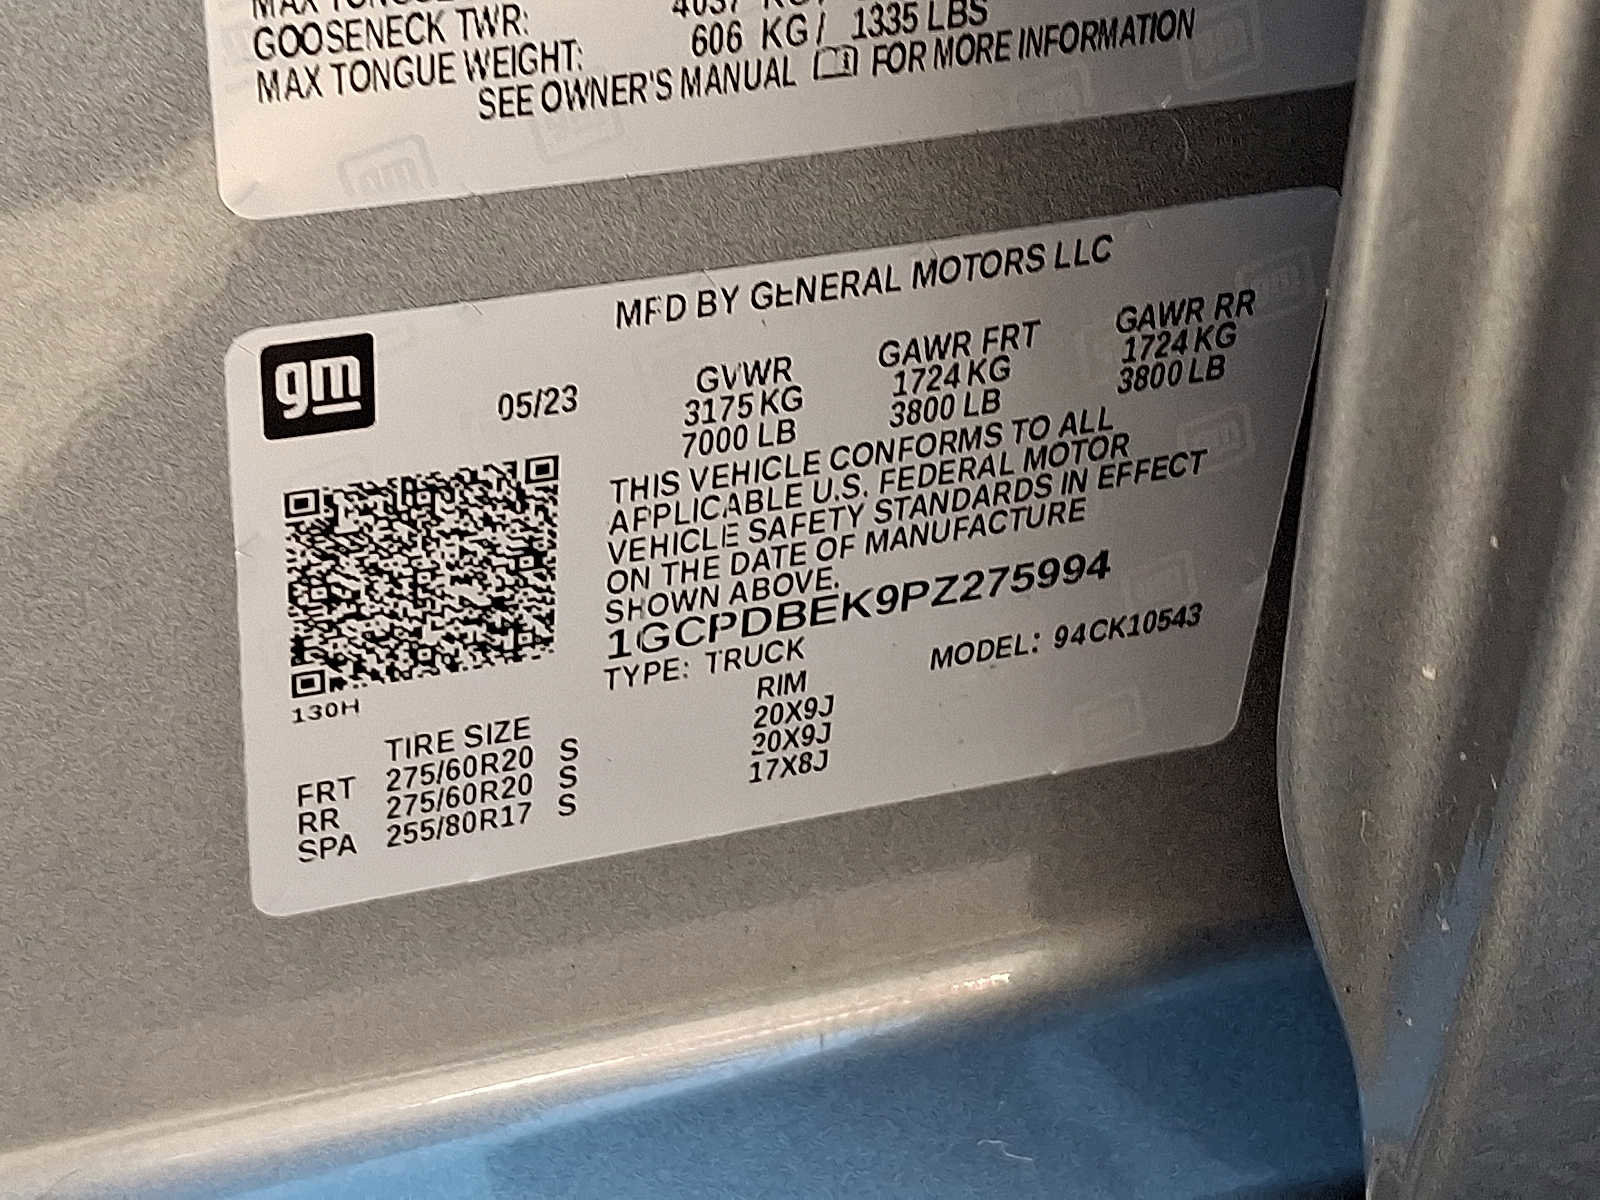 MAX TONGUE
GOOSENECK TWR: 4037 KG/
MAX TONGUE WEIGHT: 606 KG/ 1335 LBS
SEE OWNER'S MANUAL FOR MORE INFORMATION
MFD BY GENERAL MOTORS LLC
gm
05/23
GVWR GAWR FRT GAWR RR
3175 KG 1724 KG 1724 KG
7000 LB 3800 LB 3800 LB
THIS VEHICLE CONFORMS TO ALL
APPLICABLE U.S. FEDERAL MOTOR
VEHICLE SAFETY STANDARDS IN EFFECT
ON THE DATE OF MANUFACTURE
SHOWN ABOVE.
1GCPDBEK9PZ275994
TYPE: TRUCK MODEL: 94CK10543
130H
TIRE SIZE RIM
FRT 275/60R20 S 20X9J
RR 275/60R20 S 20X9J
SPA 255/80R17 S 17X8J